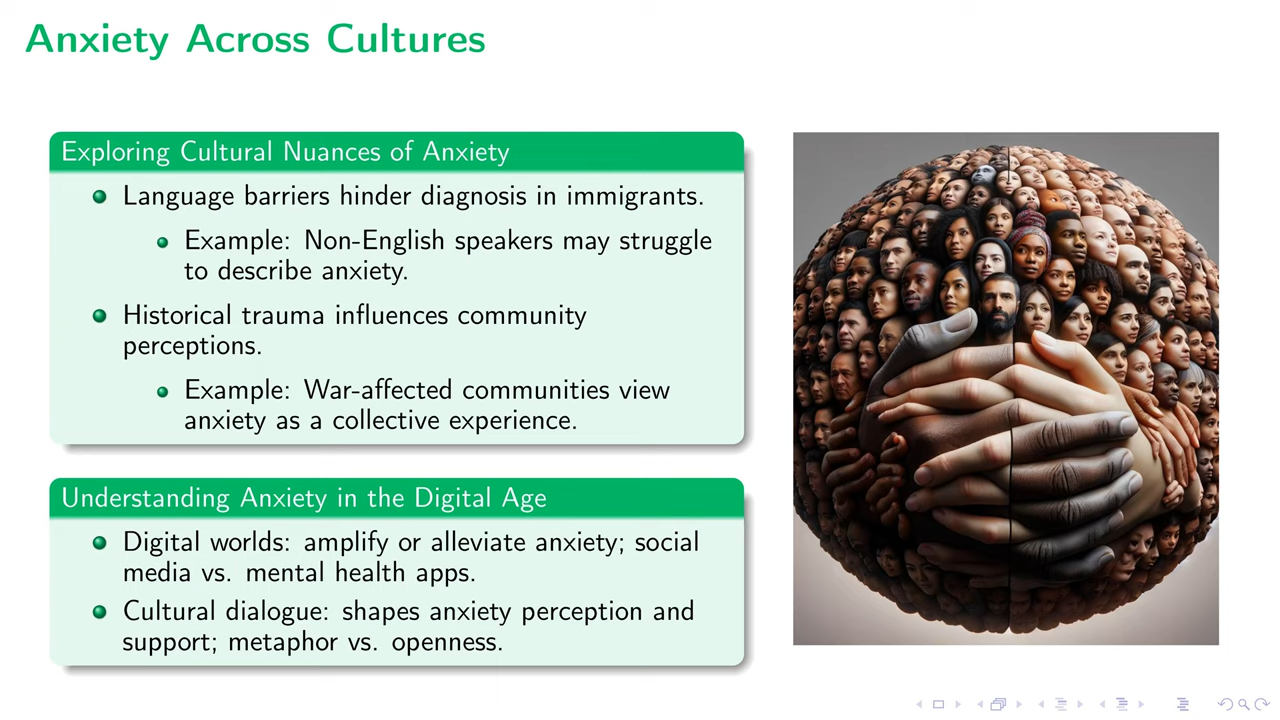 Anxiety Across Cultures
Exploring Cultural Nuances of Anxiety
Language barriers hinder diagnosis in immigrants.
Example: Non-English speakers may struggle
to describe anxiety.
Historical trauma influences community
perceptions.
Example: War-affected communities view
anxiety as a collective experience.
Understanding Anxiety in the Digital Age
Digital worlds: amplify or alleviate anxiety; social
media vs. mental health apps.
Cultural dialogue: shapes anxiety perception and
support; metaphor vs. openness.